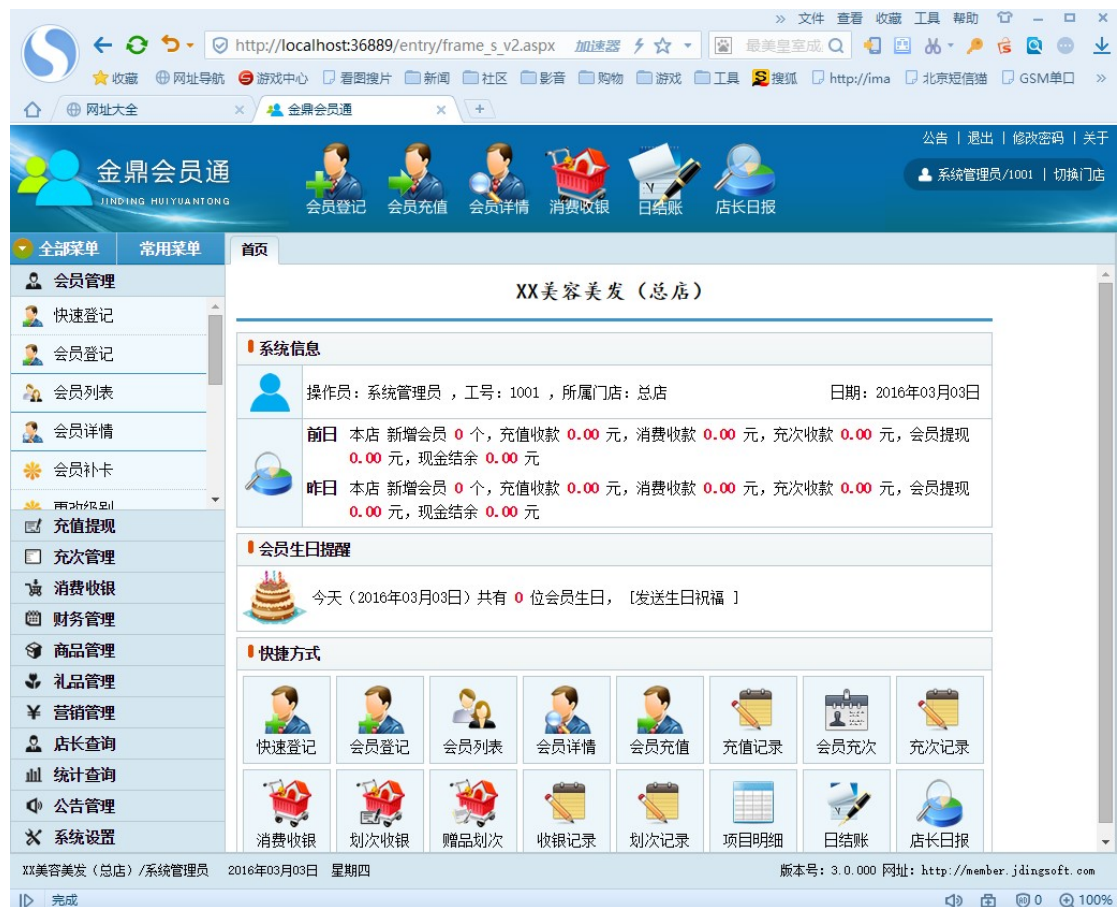 » 文件 查看 收藏 工具 帮助
http://localhost:36889/entry/frame_s_v2.aspx 加速器 最美皇室成
收藏 网址导航 游戏中心 看图搜片 新闻 社区 影音 购物 游戏 工具 搜狐 http://ima 北京短信猫 GSM单口 »
网址大全 × 金鼎会员通 × +
公告 | 退出 | 修改密码 | 关于
金鼎会员通
JINDING HUIYUANTONG
会员登记 会员充值 会员详情 消费收银 日结账 店长日报
系统管理员/1001 | 切换门店
全部菜单 常用菜单 首页
会员管理
快速登记
会员登记
会员列表
会员详情
会员补卡
更改级别
充值提现
充次管理
消费收银
财务管理
商品管理
礼品管理
营销管理
店长查询
统计查询
公告管理
系统设置
XX美容美发（总店）
系统信息
操作员：系统管理员 ，工号：1001 ，所属门店：总店 日期：2016年03月03日
前日 本店 新增会员 0 个，充值收款 0.00 元，消费收款 0.00 元，充次收款 0.00 元，会员提现
0.00 元，现金结余 0.00 元
昨日 本店 新增会员 0 个，充值收款 0.00 元，消费收款 0.00 元，充次收款 0.00 元，会员提现
0.00 元，现金结余 0.00 元
会员生日提醒
今天（2016年03月03日）共有 0 位会员生日， [发送生日祝福 ]
快捷方式
快速登记 会员登记 会员列表 会员详情 会员充值 充值记录 会员充次 充次记录
消费收银 划次收银 赠品划次 收银记录 划次记录 项目明细 日结账 店长日报
XX美容美发（总店）/系统管理员 2016年03月03日 星期四 版本号：3.0.000 网址：http://member.jdingsoft.com
完成 0 100%